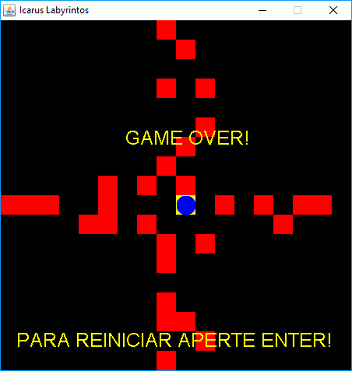 Icarus Labyrintos
GAME OVER!
PARA REINICIAR APERTE ENTER!